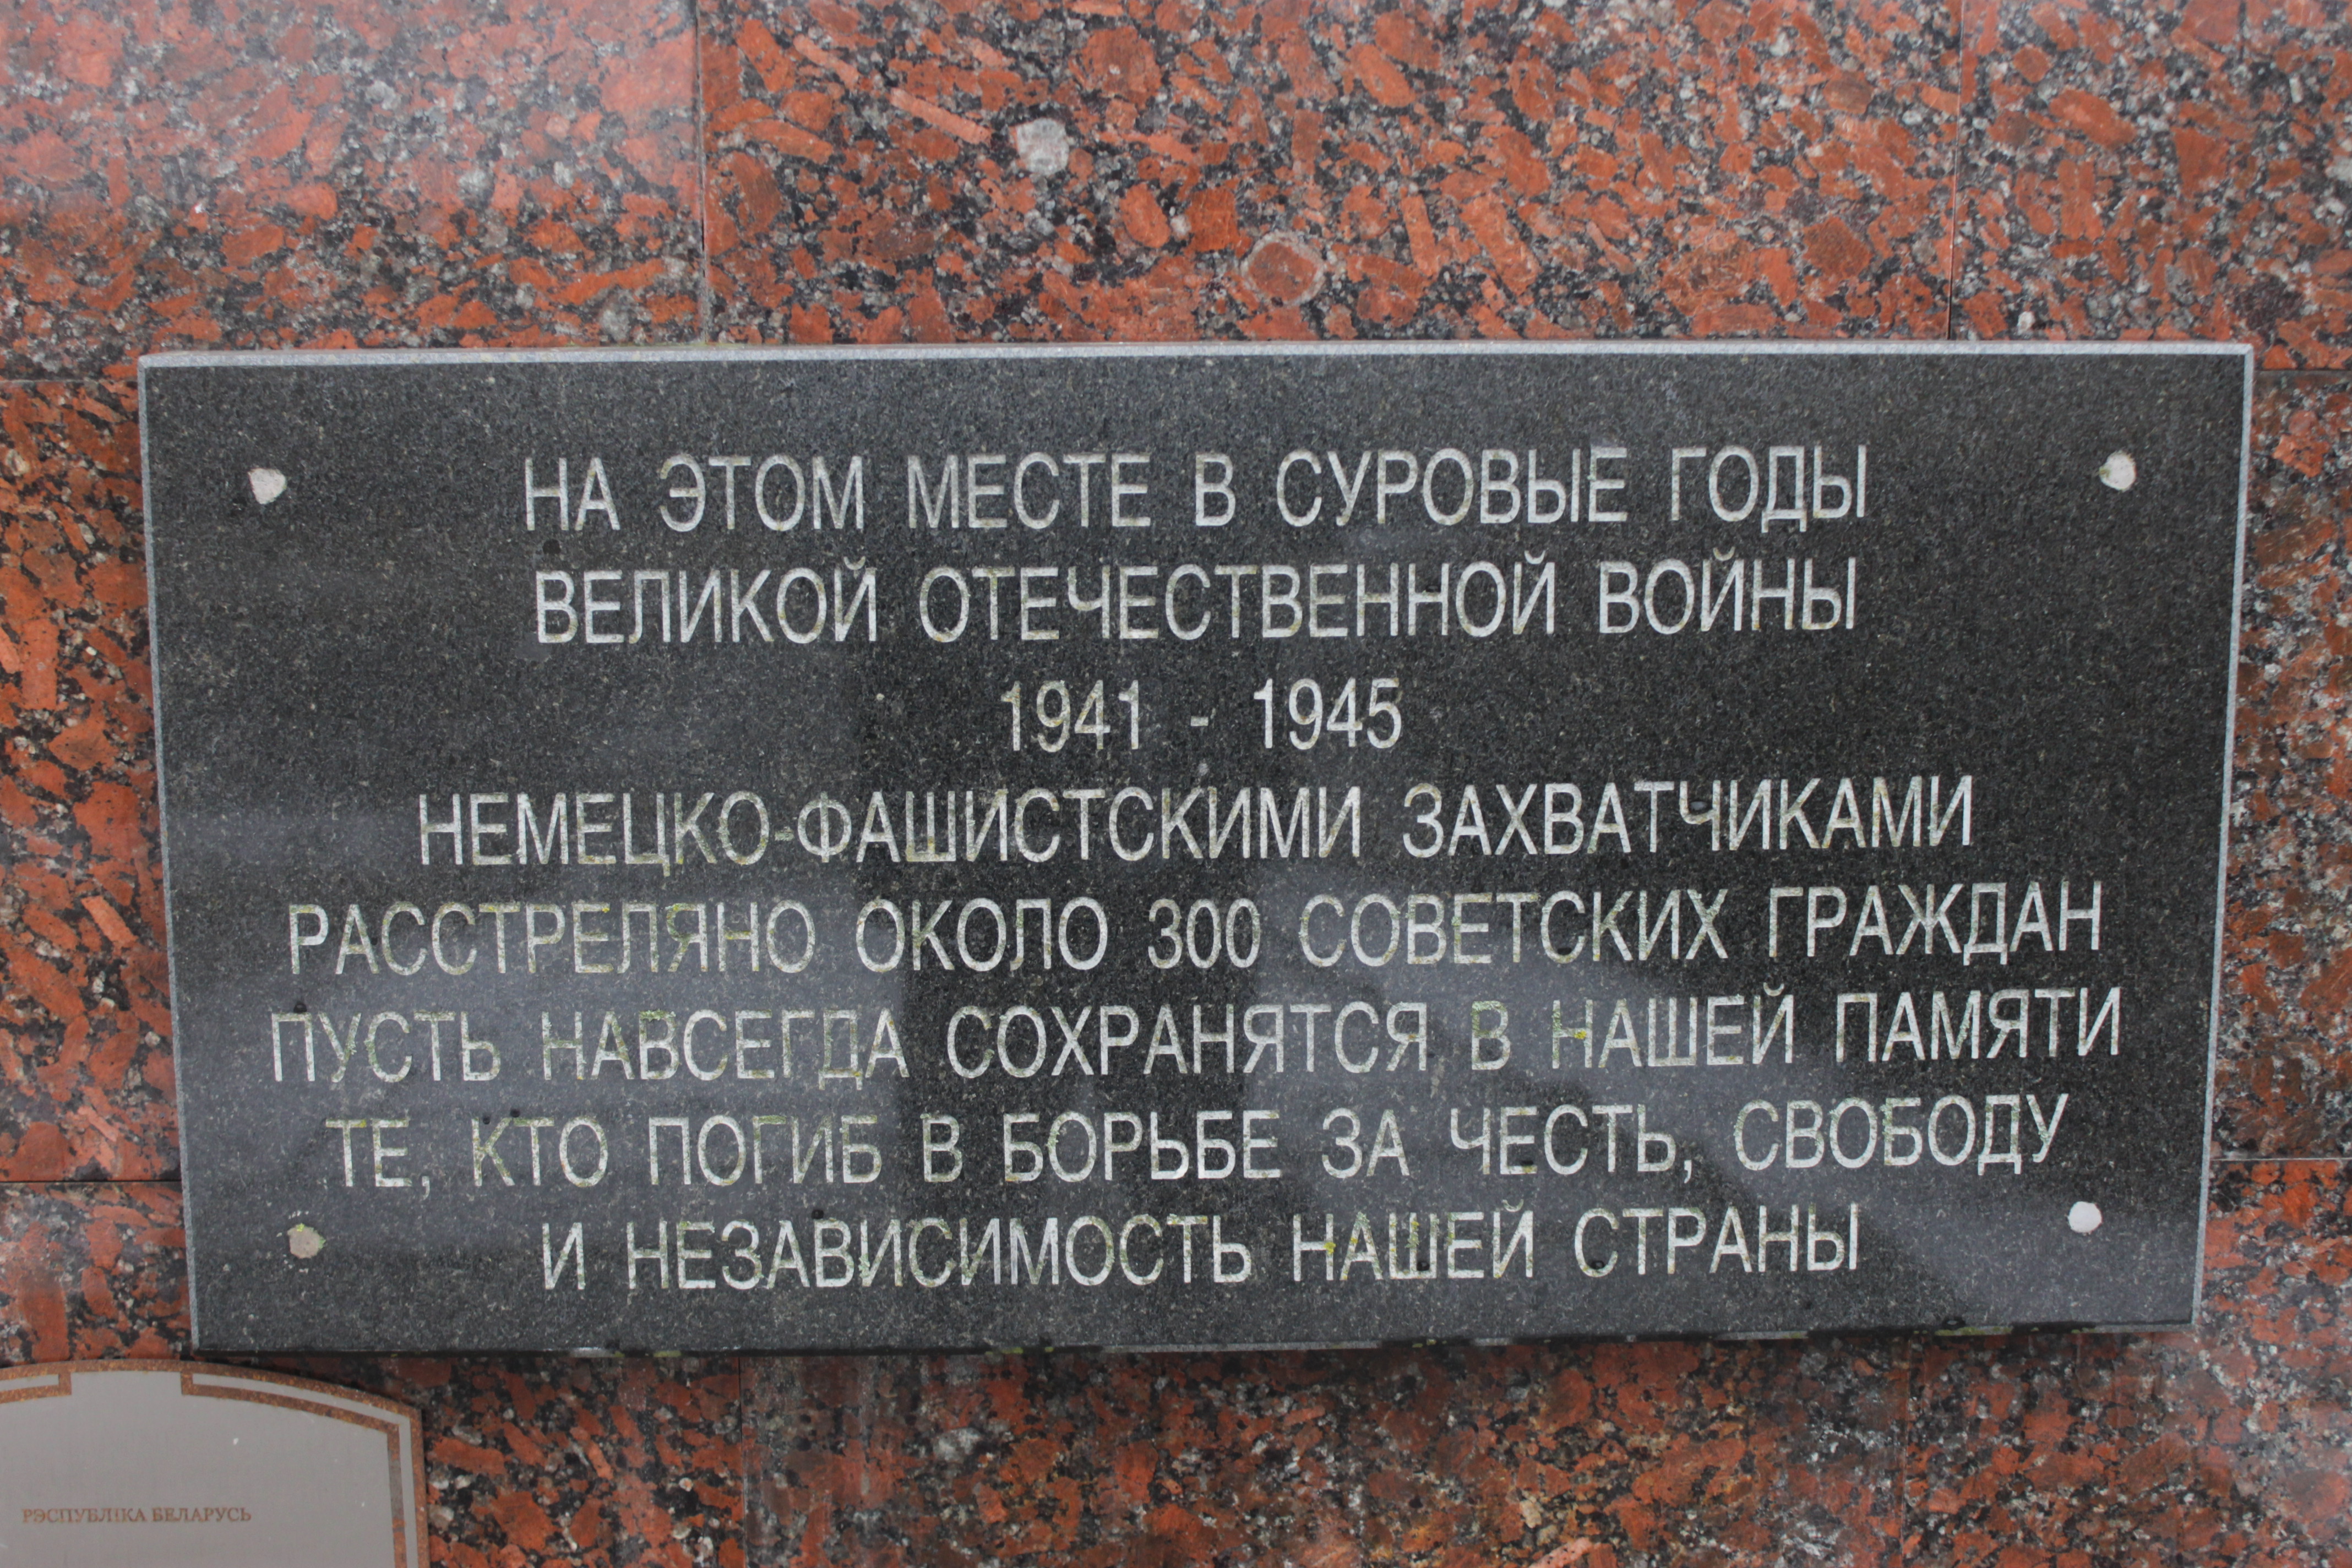 НА ЭТОМ МЕСТЕ В СУРОВЫЕ ГОДЫ
ВЕЛИКОЙ ОТЕЧЕСТВЕННОЙ ВОЙНЫ
1941 - 1945
НЕМЕЦКО-ФАШИСТСКИМИ ЗАХВАТЧИКАМИ
РАССТРЕЛЯНО ОКОЛО 300 СОВЕТСКИХ ГРАЖДАН
ПУСТЬ НАВСЕГДА СОХРАНЯТСЯ В НАШЕЙ ПАМЯТИ
ТЕ, КТО ПОГИБ В БОРЬБЕ ЗА ЧЕСТЬ, СВОБОДУ
И НЕЗАВИСИМОСТЬ НАШЕЙ СТРАНЫ
РЭСПУБЛІКА БЕЛАРУСЬ